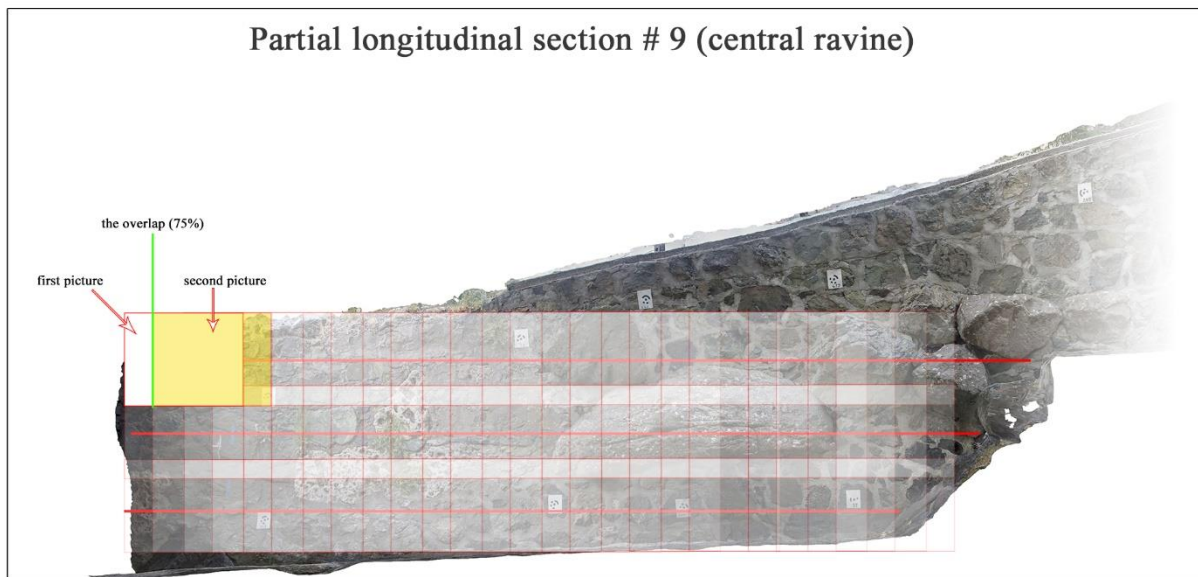 Partial longitudinal section # 9 (central ravine)
the overlap (75%)
first picture
second picture